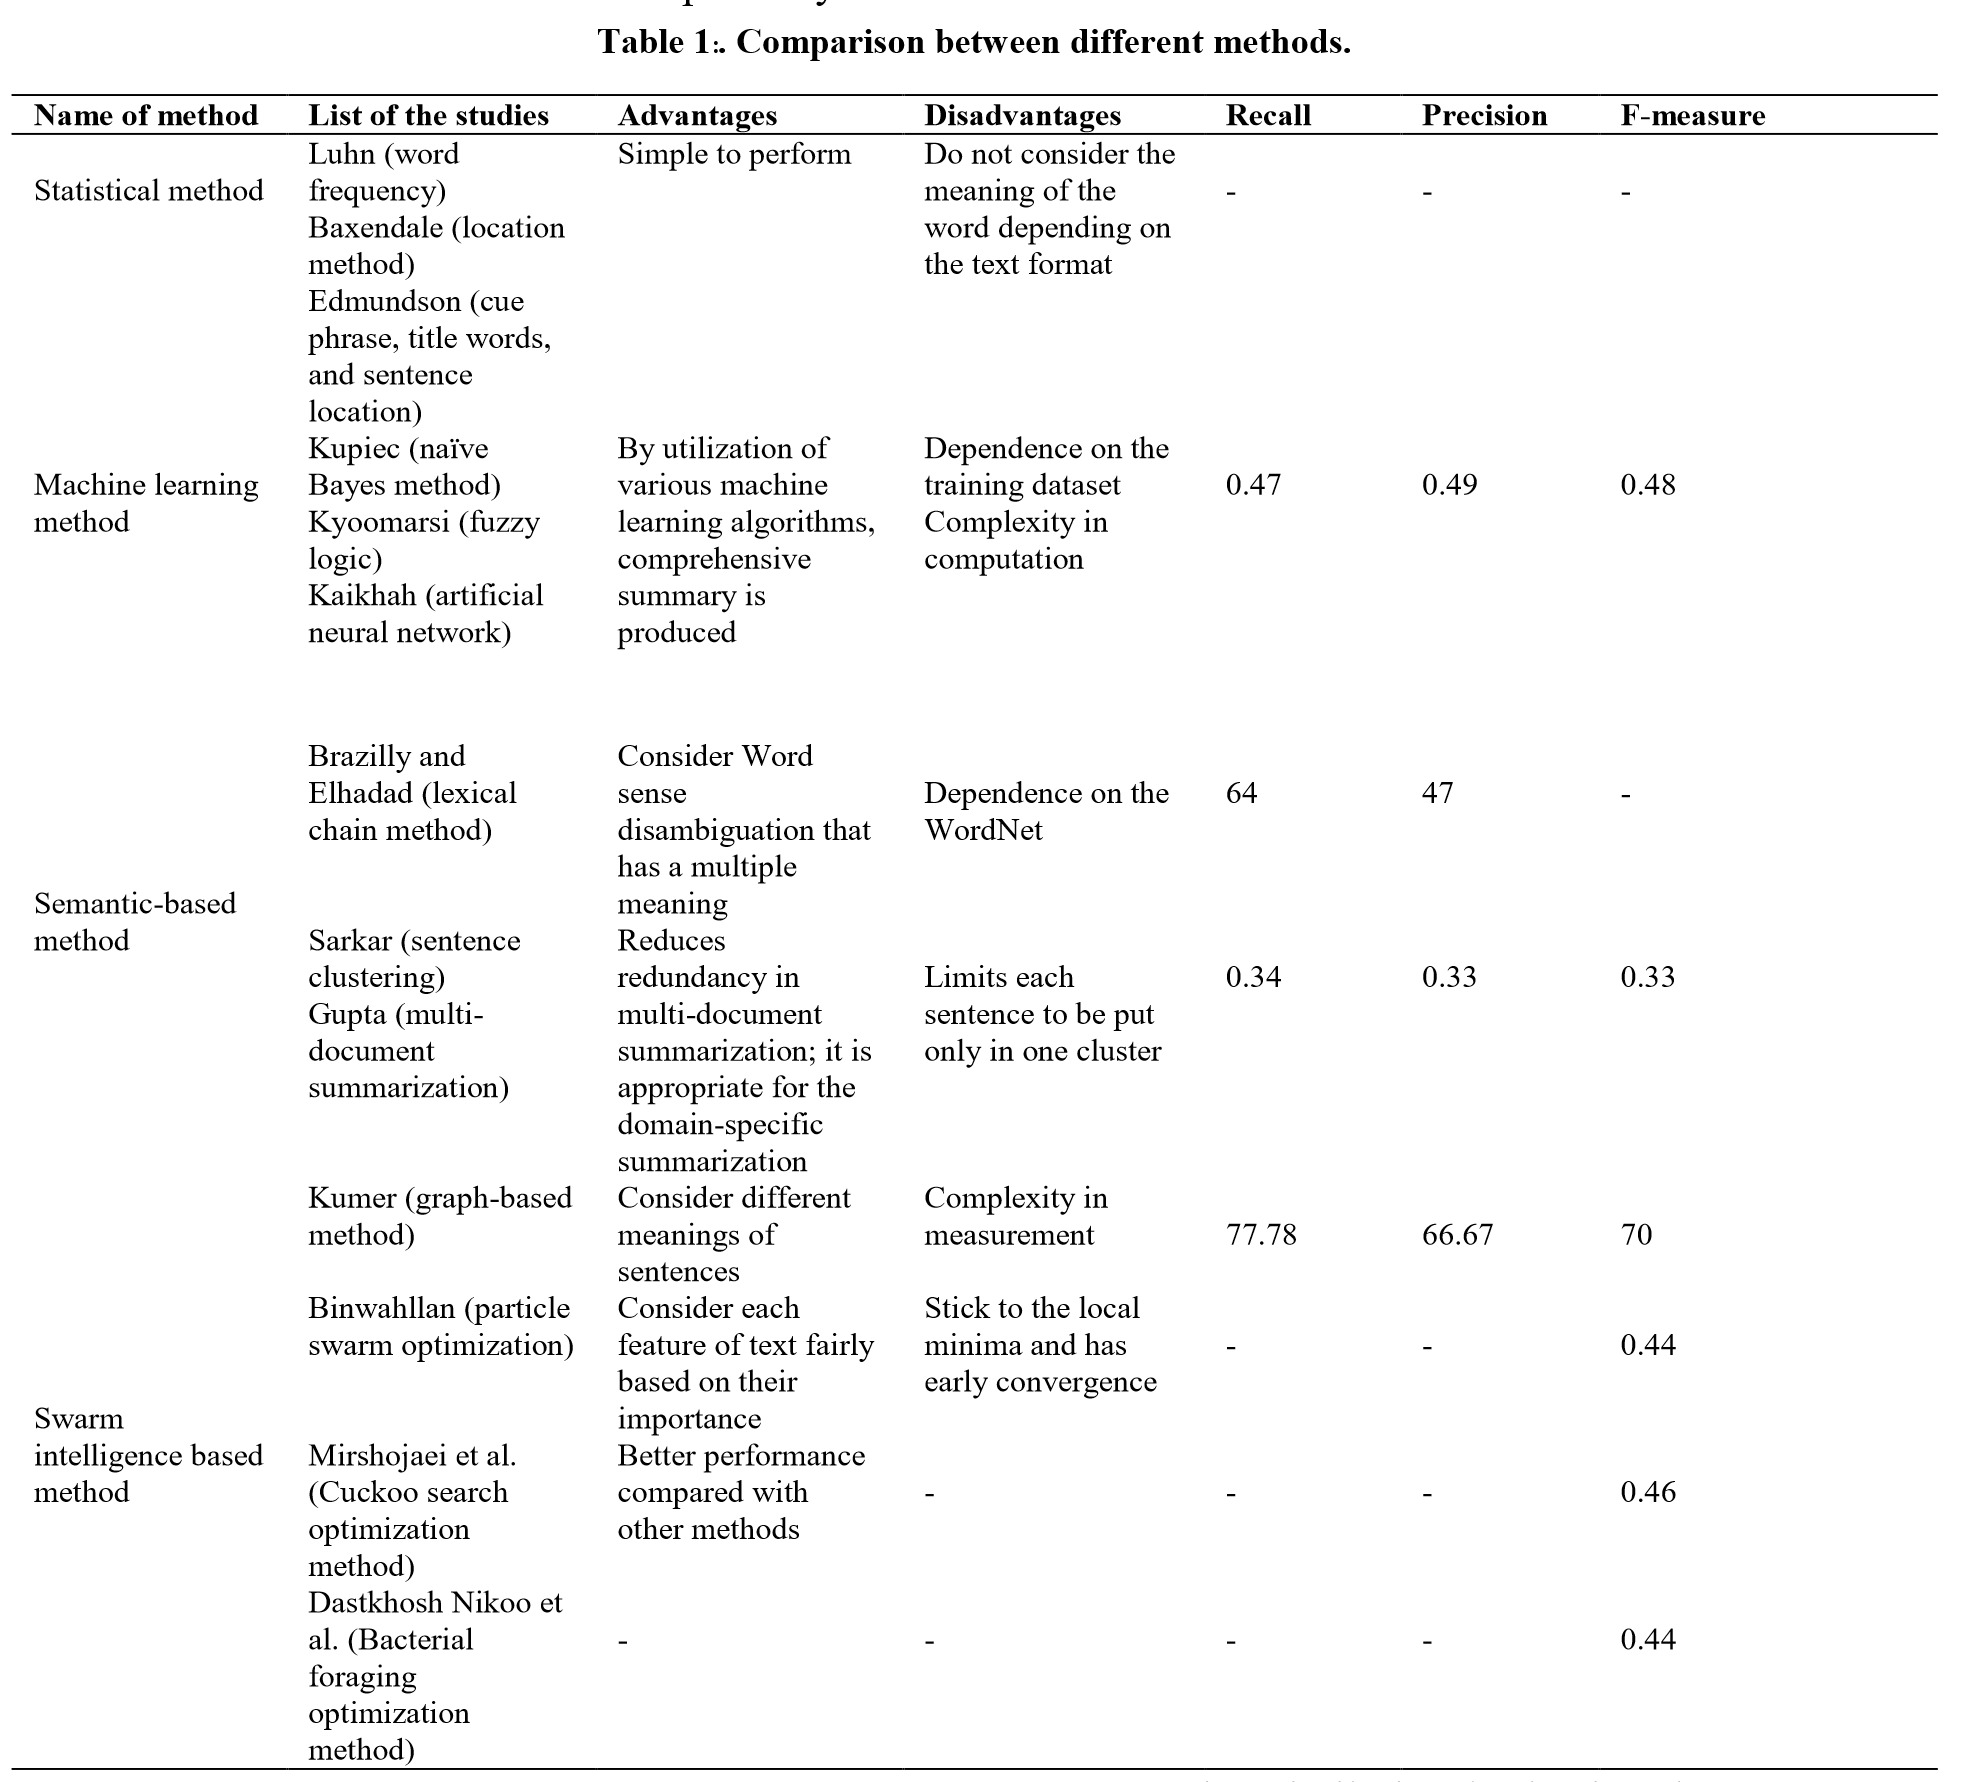 Table 1:. Comparison between different methods.
Name of method List of the studies Advantages Disadvantages Recall Precision F-measure
Luhn (word Simple to perform Do not consider the
Statistical method frequency) meaning of the - - -
Baxendale (location word depending on
method) the text format
Edmundson (cue
phrase, title words,
and sentence
location)
Kupiec (naïve By utilization of Dependence on the
Machine learning Bayes method) various machine training dataset 0.47 0.49 0.48
method Kyoomarsi (fuzzy learning algorithms, Complexity in
logic) comprehensive computation
Kaikhah (artificial summary is
neural network) produced
Brazilly and Consider Word
Elhadad (lexical sense Dependence on the 64 47 -
chain method) disambiguation that WordNet
has a multiple
Semantic-based meaning
method Sarkar (sentence Reduces
clustering) redundancy in Limits each 0.34 0.33 0.33
Gupta (multi- multi-document sentence to be put
document summarization; it is only in one cluster
summarization) appropriate for the
domain-specific
summarization
Kumer (graph-based Consider different Complexity in
method) meanings of measurement 77.78 66.67 70
sentences
Binwahllan (particle Consider each Stick to the local
swarm optimization) feature of text fairly minima and has - - 0.44
based on their early convergence
Swarm importance
intelligence based Mirshojaei et al. Better performance
method (Cuckoo search compared with - - - 0.46
optimization other methods
method)
Dastkhosh Nikoo et
al. (Bacterial - - - - 0.44
foraging
optimization
method)